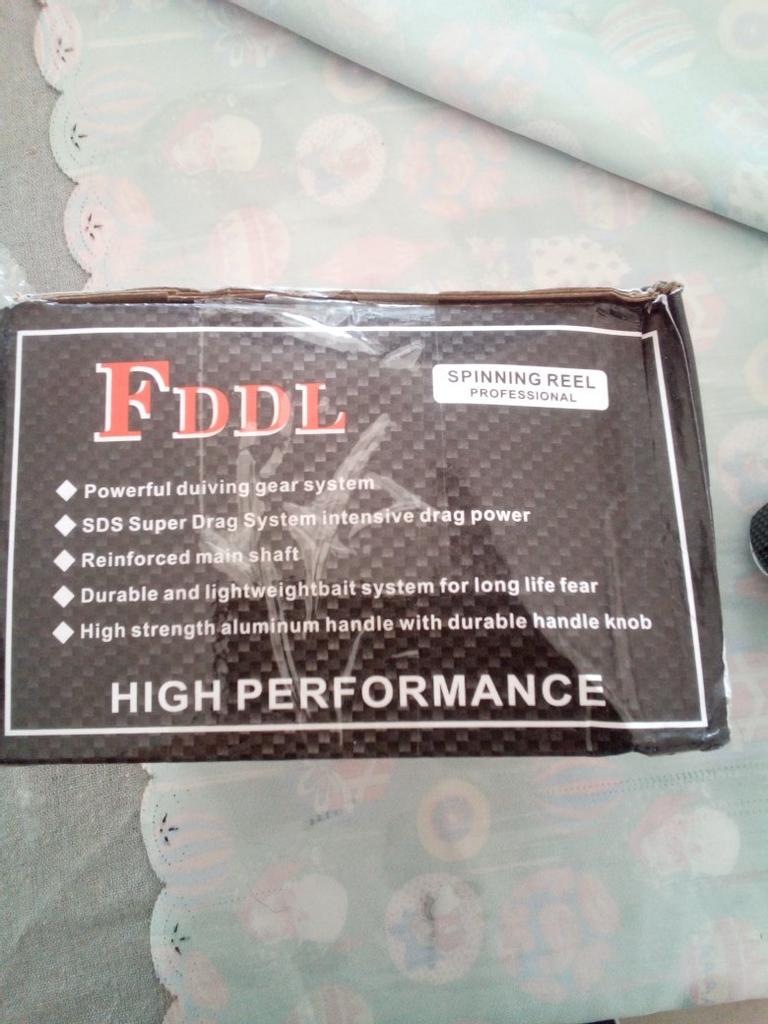 FDDL
SPINNING REEL
PROFESSIONAL
Powerful duiving gear system
SDS Super Drag System intensive drag power
Reinforced main shaft
Durable and lightweightbait system for long life fear
High strength aluminum handle with durable handle knob
HIGH PERFORMANCE